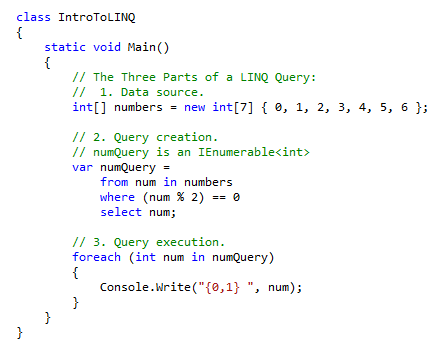 class IntroToLINQ
{
    static void Main()
    {
        // The Three Parts of a LINQ Query:
        //  1. Data source.
        int[] numbers = new int[7] { 0, 1, 2, 3, 4, 5, 6 };

        // 2. Query creation.
        // numQuery is an IEnumerable<int>
        var numQuery =
            from num in numbers
            where (num % 2) == 0
            select num;

        // 3. Query execution.
        foreach (int num in numQuery)
        {
            Console.Write("{0,1} ", num);
        }
    }
}